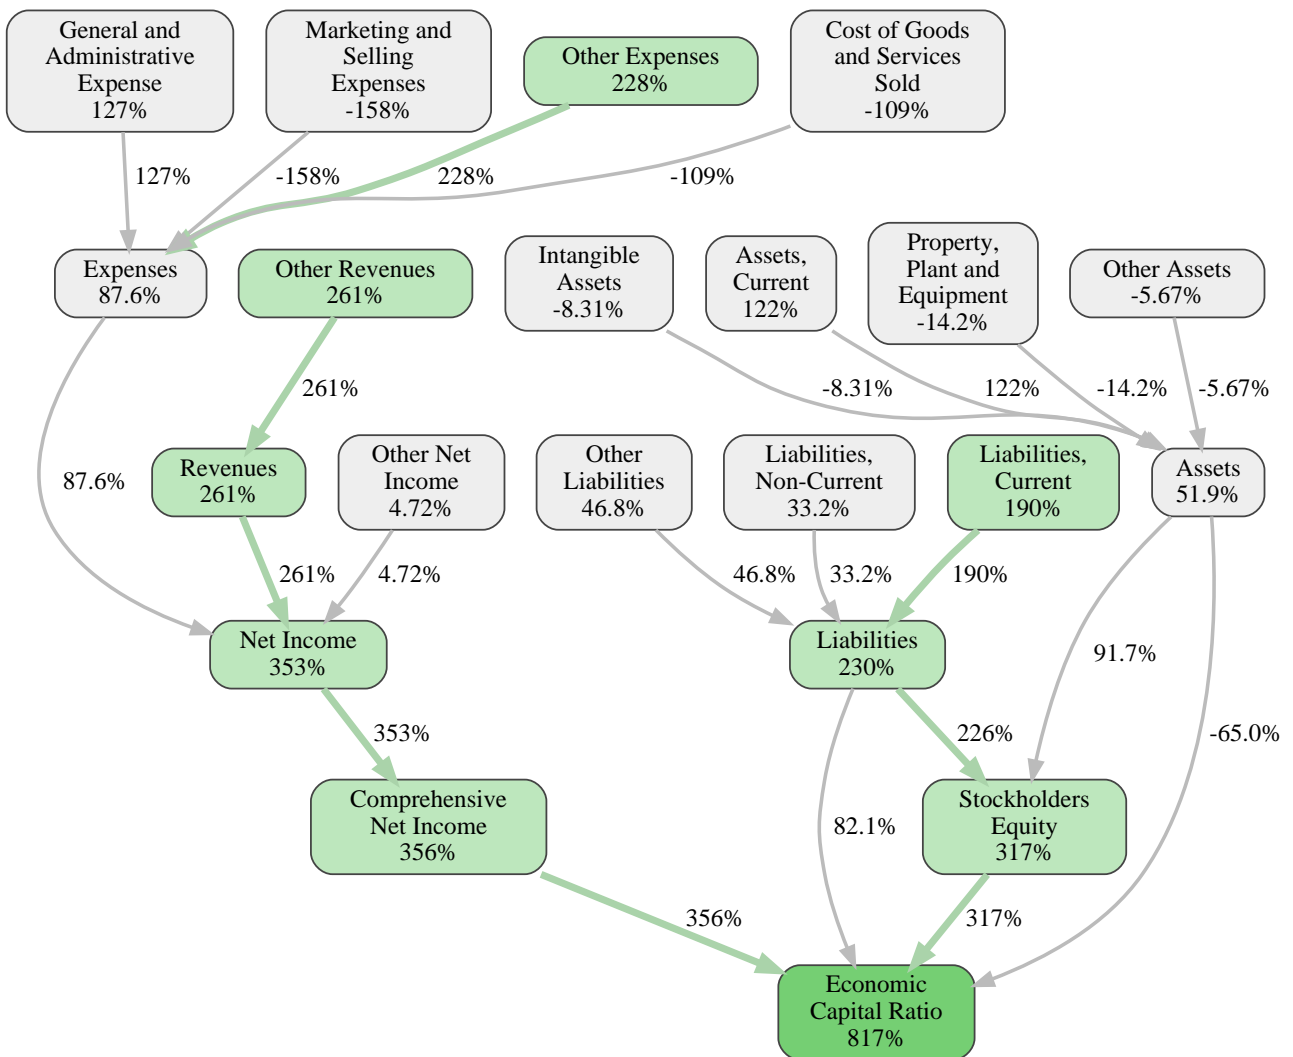 General and
Administrative
Expense
127%
Marketing and
Selling
Expenses
-158%
Other Expenses
228%
Cost of Goods
and Services
Sold
-109%
127%
-158%
228%
-109%
Expenses
87.6%
Other Revenues
261%
Intangible
Assets
-8.31%
Assets,
Current
122%
Property,
Plant and
Equipment
-14.2%
Other Assets
-5.67%
261%
-8.31%
122%
-14.2%
-5.67%
87.6%
Revenues
261%
Other Net
Income
4.72%
Other
Liabilities
46.8%
Liabilities,
Non-Current
33.2%
Liabilities,
Current
190%
Assets
51.9%
261%
4.72%
46.8%
33.2%
190%
Net Income
353%
Liabilities
230%
91.7%
353%
226%
-65.0%
Comprehensive
Net Income
356%
82.1%
Stockholders
Equity
317%
356%
317%
Economic
Capital Ratio
817%